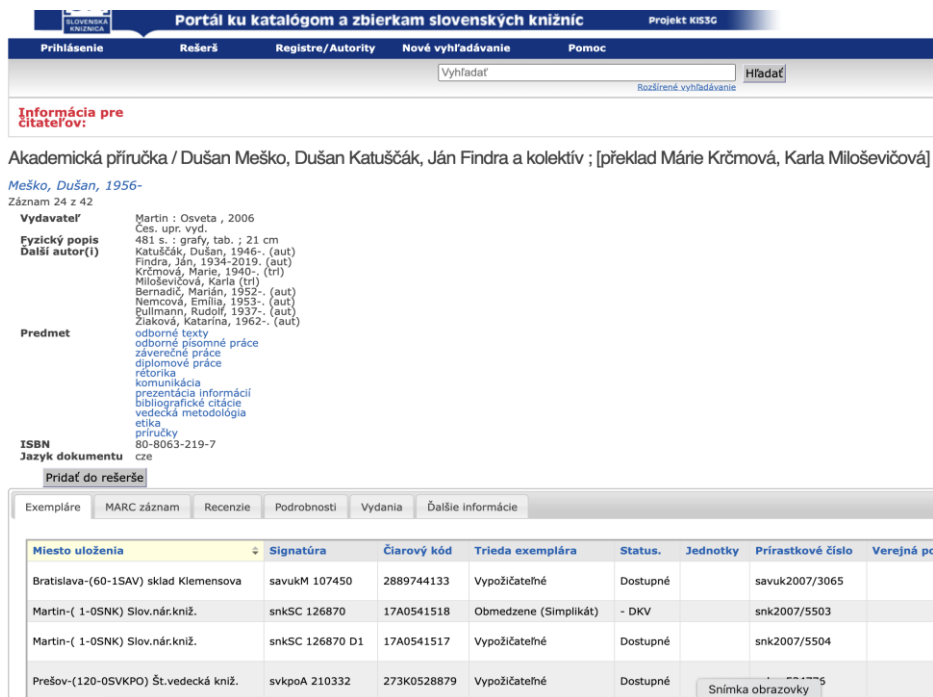 SLOVENSKÁ
KNIŽNICA
Portál ku katalógom a zbierkam slovenských knižníc
Projekt KIS3G
Prihlásenie Rešerš Registre/Autority Nové vyhľadávanie Pomoc
Vyhľadať Hľadať
Rozšírené vyhľadávanie
Informácia pre
čitateľov:
Akademická příručka / Dušan Meško, Dušan Katuščák, Ján Findra a kolektív ; [překlad Márie Krčmová, Karla Miloševičová]
Meško, Dušan, 1956-
Záznam 24 z 42
Vydavateľ Martin : Osveta , 2006
Čes. upr. vyd.
Fyzický popis 481 s. : grafy, tab. ; 21 cm
Ďalší autor(i) Katuščák, Dušan, 1946-. (aut)
Findra, Ján, 1934-2019. (aut)
Krčmová, Marie, 1940-. (trl)
Miloševičová, Karla (trl)
Bernadič, Marián, 1952-. (aut)
Nemcová, Emília, 1953-. (aut)
Pullmann, Rudolf, 1937-. (aut)
Žiaková, Katarína, 1962-. (aut)
Predmet odborné texty
odborné písomné práce
záverečné práce
diplomové práce
rétorika
komunikácia
prezentácia informácií
bibliografické citácie
vedecká metodológia
etika
príručky
ISBN 80-8063-219-7
Jazyk dokumentu cze
Pridať do rešerše
Exempláre MARC záznam Recenzie Podrobnosti Vydania Ďalšie informácie
Miesto uloženia Signatúra Čiarový kód Trieda exemplára Status. Jednotky Prírastkové číslo Verejná
Bratislava-(60-1SAV) sklad Klemensova savukM 107450 2889744133 Vypožičateľné Dostupné savuk2007/3065
Martin-( 1-0SNK) Slov.nár.kniž. snkSC 126870 17A0541518 Obmedzene (Simplikát) - DKV snk2007/5503
Martin-( 1-0SNK) Slov.nár.kniž. snkSC 126870 D1 17A0541517 Vypožičateľné Dostupné snk2007/5504
Prešov-(120-0SVKPO) Št.vedecká kniž. svkpoA 210332 273K0528879 Vypožičateľné Dostupné
Snímka obrazovky